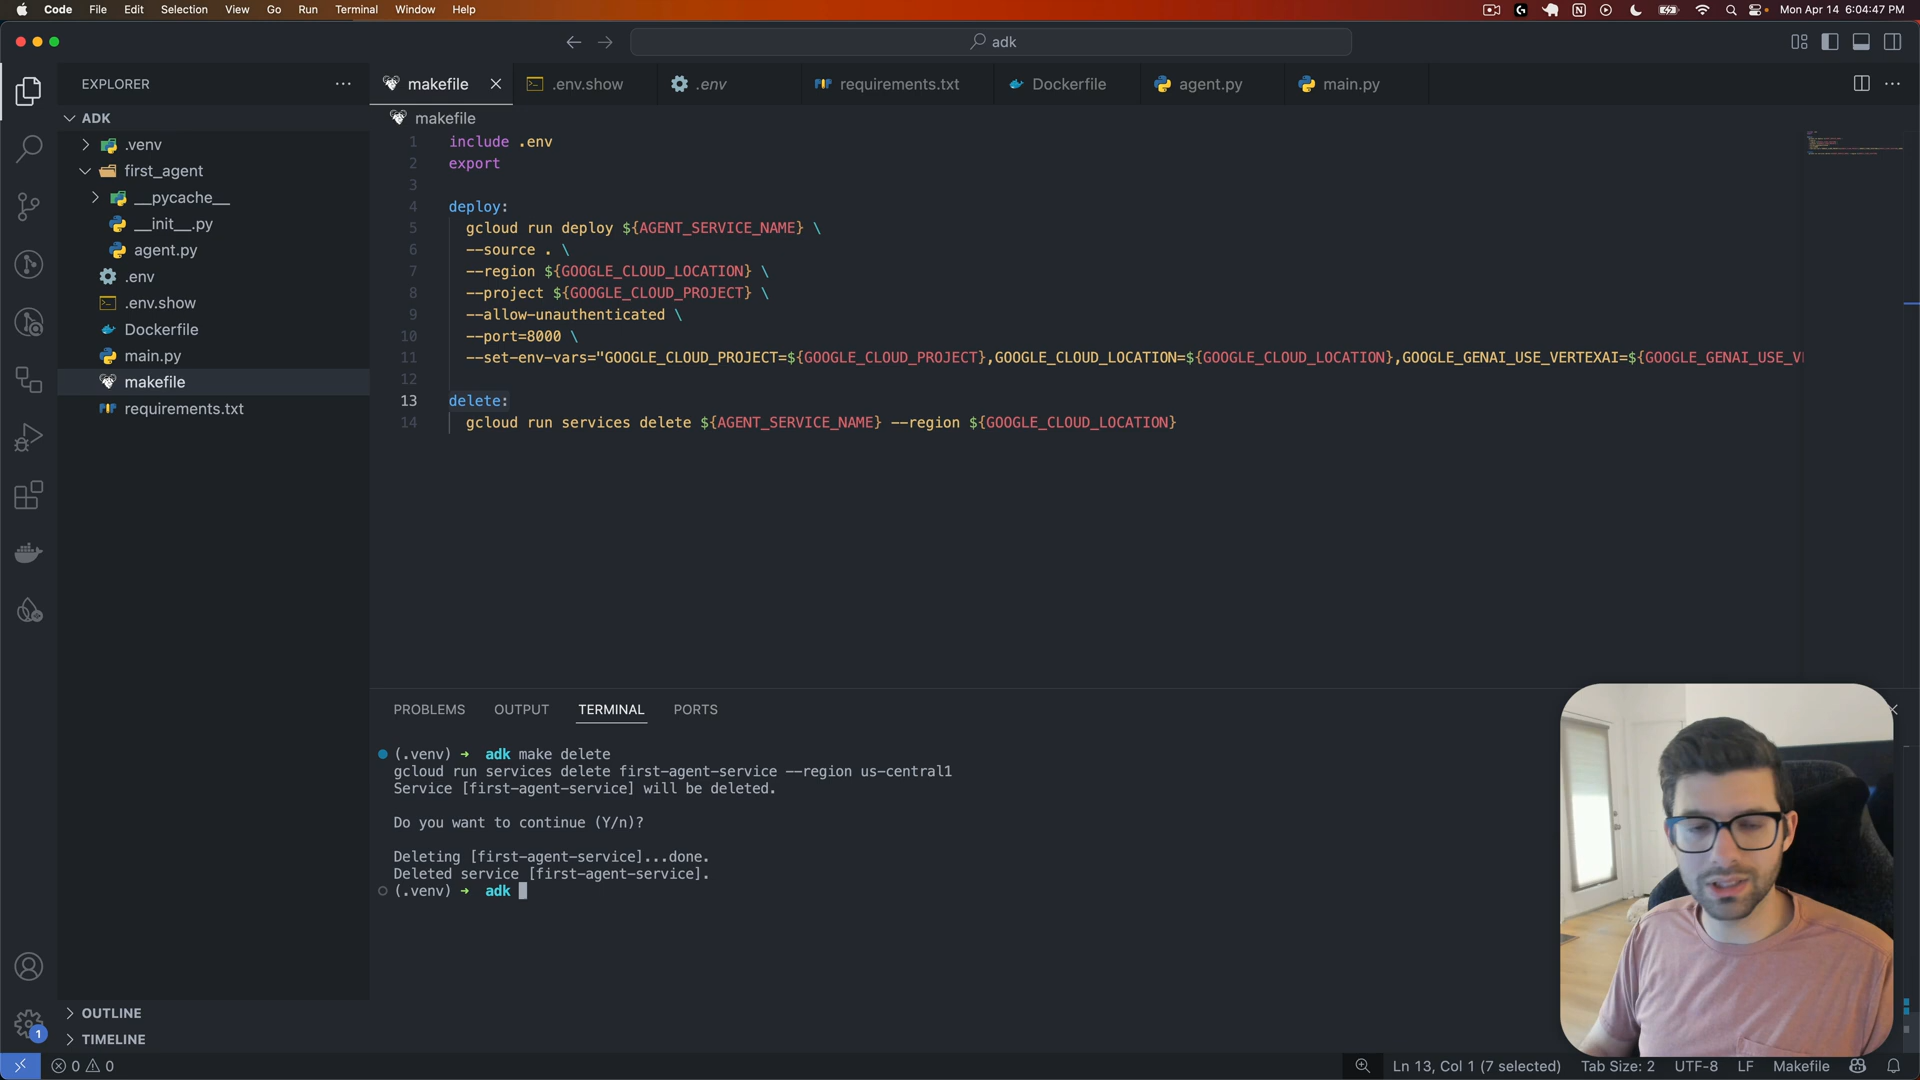 Code File Edit Selection View Go Run Terminal Window Help
Mon Apr 14 6:04:47 PM
adk
EXPLORER
makefile
.env.show
.env
requirements.txt
Dockerfile
agent.py
main.py
ADK
.venv
first_agent
__pycache__
__init__.py
agent.py
.env
.env.show
Dockerfile
main.py
makefile
requirements.txt
OUTLINE
TIMELINE
makefile
1 include .env
2 export
3
4 deploy:
5 gcloud run deploy ${AGENT_SERVICE_NAME} \
6 --source . \
7 --region ${GOOGLE_CLOUD_LOCATION} \
8 --project ${GOOGLE_CLOUD_PROJECT} \
9 --allow-unauthenticated \
10 --port=8000 \
11 --set-env-vars="GOOGLE_CLOUD_PROJECT=${GOOGLE_CLOUD_PROJECT},GOOGLE_CLOUD_LOCATION=${GOOGLE_CLOUD_LOCATION},GOOGLE_GENAI_USE_VERTEXAI=${GOOGLE_GENAI_USE_V
12
13 delete:
14 gcloud run services delete ${AGENT_SERVICE_NAME} --region ${GOOGLE_CLOUD_LOCATION}
PROBLEMS OUTPUT TERMINAL PORTS
(.venv) → adk make delete
gcloud run services delete first-agent-service --region us-central1
Service [first-agent-service] will be deleted.
Do you want to continue (Y/n)?
Deleting [first-agent-service]...done.
Deleted service [first-agent-service].
(.venv) → adk
1
0 0
Ln 13, Col 1 (7 selected) Tab Size: 2 UTF-8 LF Makefile